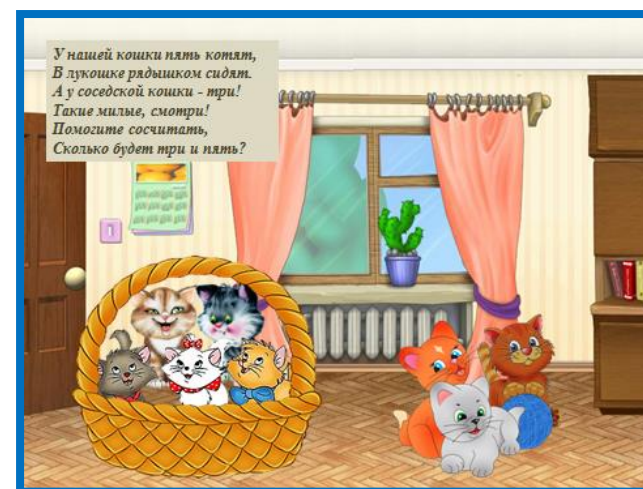 У нашей кошки пять котят,
В лукошке рядышком сидят.
А у соседской кошки - три!
Такие милые, смотри!
Помогите сосчитать,
Сколько будет три и пять?